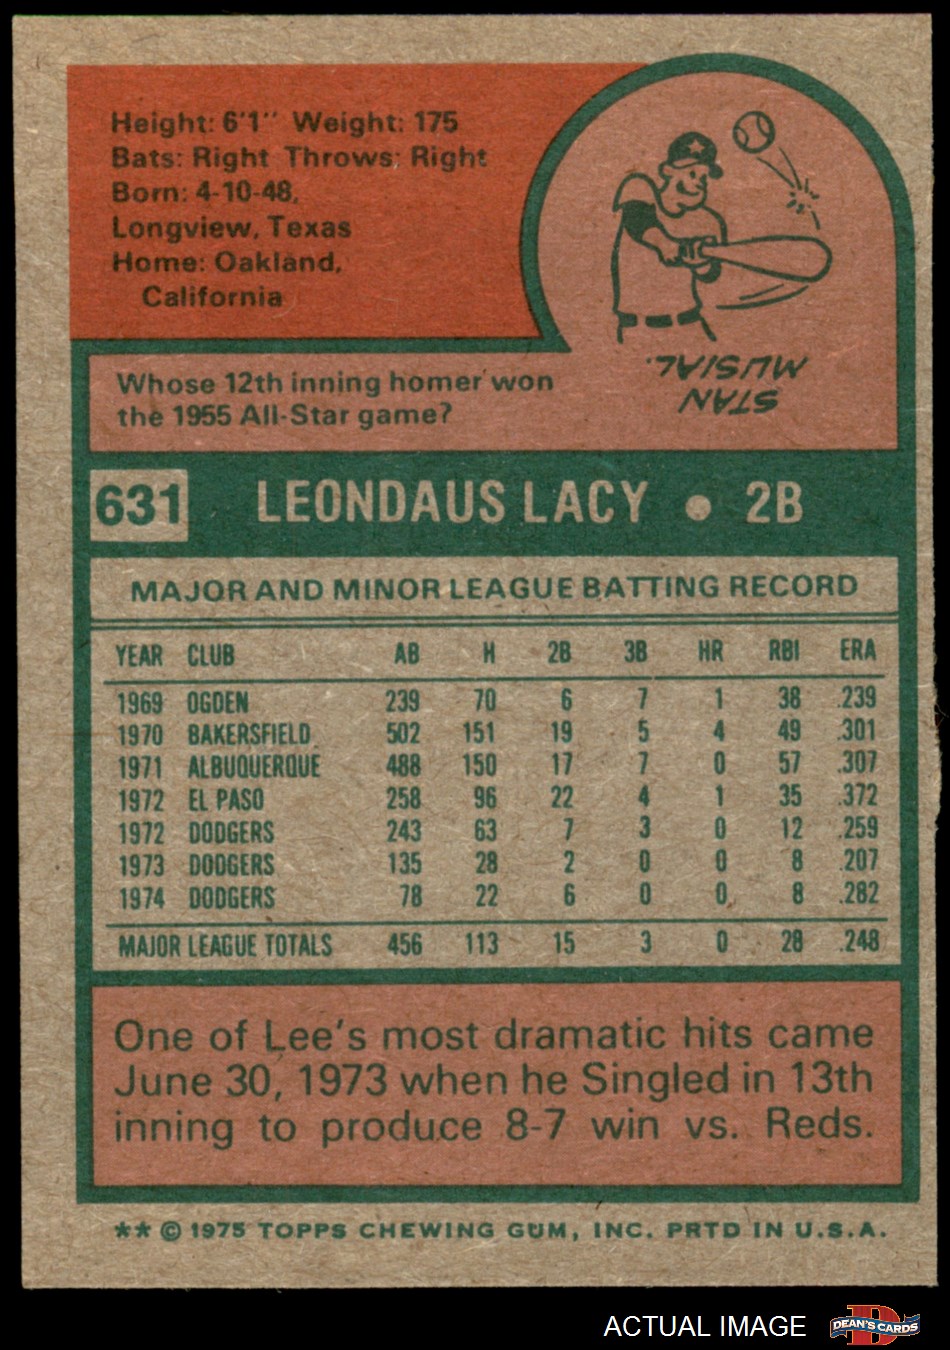 Height: 6'1" Weight: 175
Bats: Right Throws: Right
Born: 4-10-48,
Longview, Texas
Home: Oakland,
California
Whose 12th inning homer won
the 1955 All-Star game?
STAN
MUSIAL.
631 LEONDAUS LACY • 2B
MAJOR AND MINOR LEAGUE BATTING RECORD
YEAR CLUB AB H 2B 3B HR RBI ERA
1969 OGDEN 239 70 6 7 1 38 .239
1970 BAKERSFIELD 502 151 19 5 4 49 .301
1971 ALBUQUERQUE 488 150 17 7 0 57 .307
1972 EL PASO 258 96 22 4 1 35 .372
1972 DODGERS 243 63 7 3 0 12 .259
1973 DODGERS 135 28 2 0 0 8 .207
1974 DODGERS 78 22 6 0 0 8 .282
MAJOR LEAGUE TOTALS 456 113 15 3 0 28 .248
One of Lee's most dramatic hits came
June 30, 1973 when he Singled in 13th
inning to produce 8-7 win vs. Reds.
** © 1975 TOPPS CHEWING GUM, INC. PRTD IN U.S.A.
ACTUAL IMAGE
DEAN'S CARDS